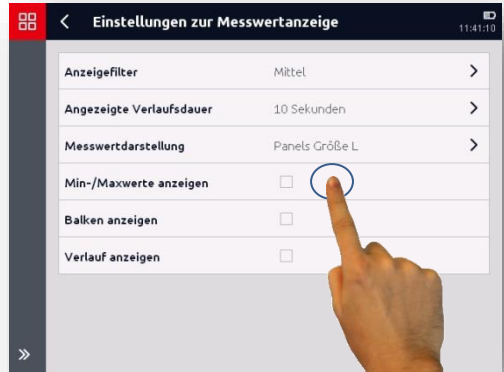 Einstellungen zur Messwertanzeige
11:41:10
Anzeigefilter Mittel
Angezeigte Verlaufsdauer 10 Sekunden
Messwertdarstellung Panels Größe L
Min-/Maxwerte anzeigen
Balken anzeigen
Verlauf anzeigen